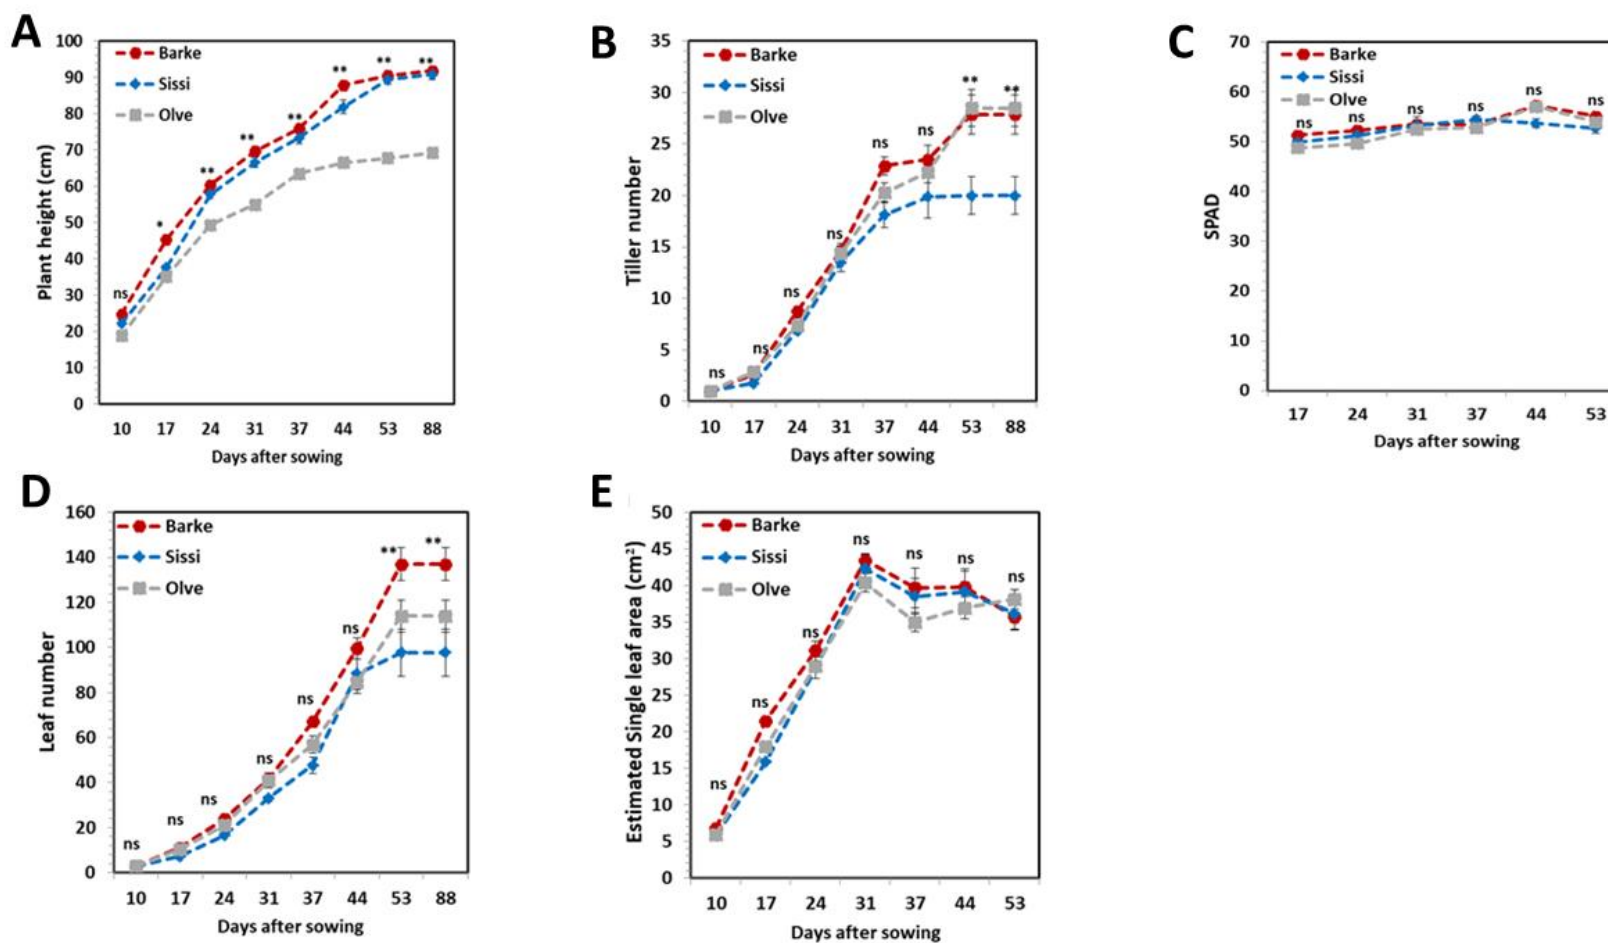 A
100
90
80
70
60
50
40
30
20
10
0
Plant height (cm)
Barke
Sissi
Olve
ns
*
**
**
**
**
**
**
10 17 24 31 37 44 53 88
Days after sowing
B
35
30
25
20
15
10
5
0
Tiller number
Barke
Sissi
Olve
ns
ns
ns
ns
ns
ns
**
**
10 17 24 31 37 44 53 88
Days after sowing
C
70
60
50
40
30
20
10
0
SPAD
Barke
Sissi
Olve
ns
ns
ns
ns
ns
ns
17 24 31 37 44 53
Days after sowing
D
160
140
120
100
80
60
40
20
0
Leaf number
Barke
Sissi
Olve
ns
ns
ns
ns
ns
ns
**
**
10 17 24 31 37 44 53 88
Days after sowing
E
50
45
40
35
30
25
20
15
10
5
0
Estimated Single leaf area (cm²)
Barke
Sissi
Olve
ns
ns
ns
ns
ns
ns
ns
10 17 24 31 37 44 53
Days after sowing